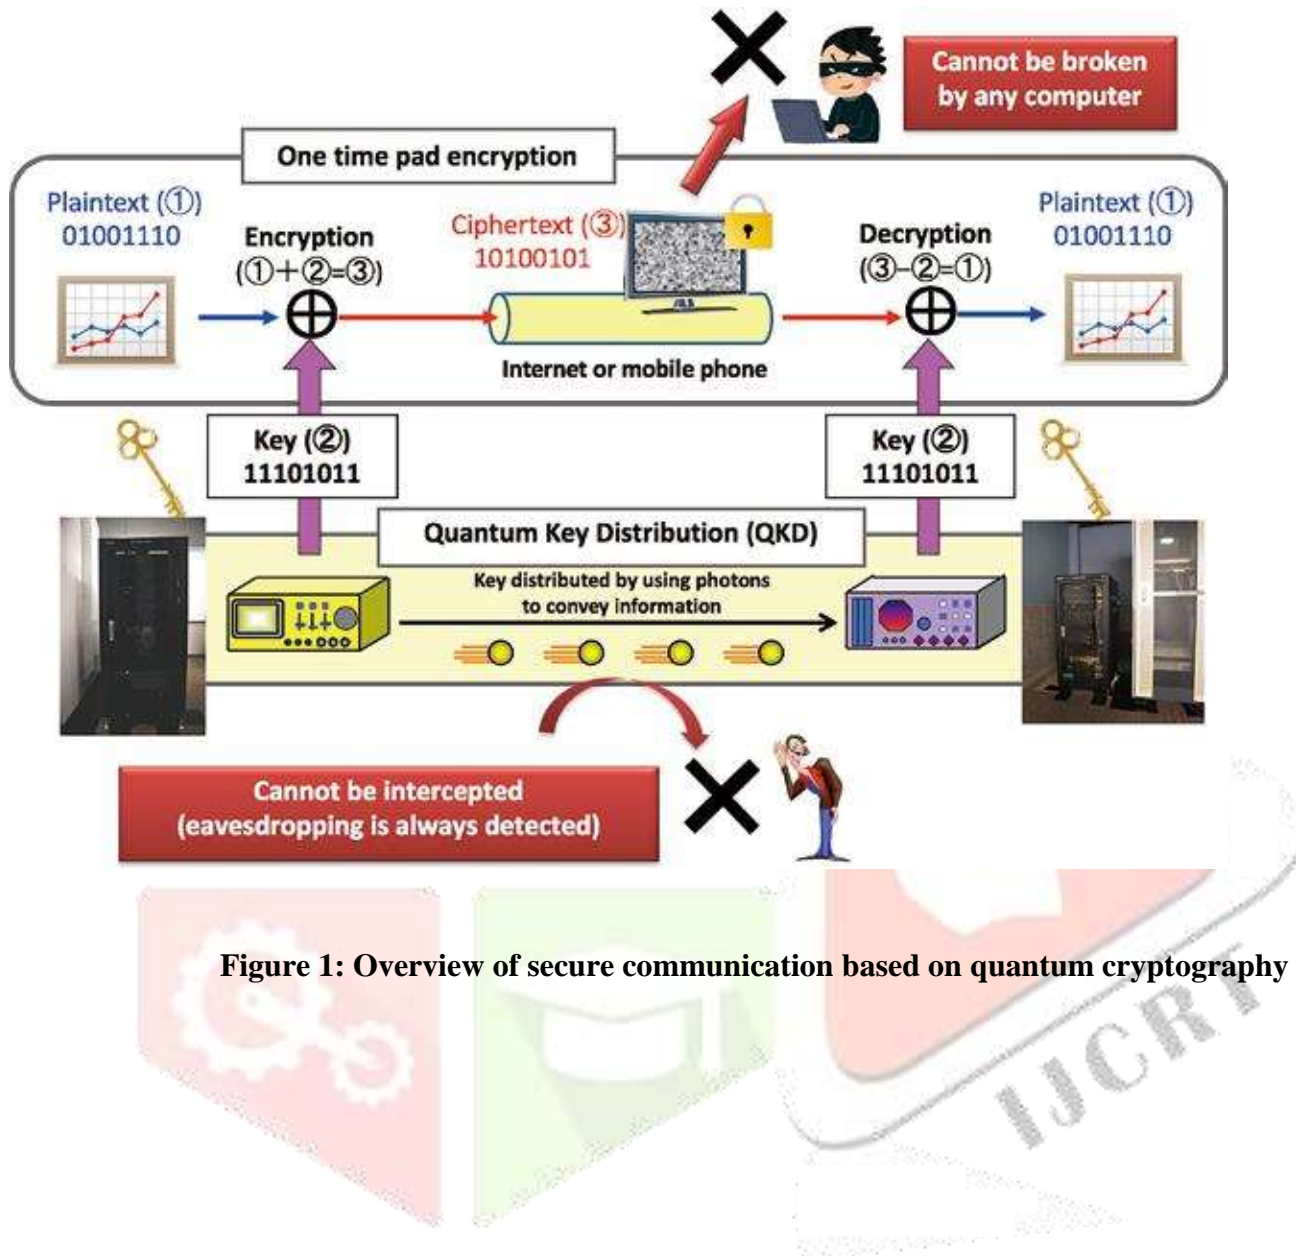 Cannot be broken
by any computer
One time pad encryption
Plaintext (①)
01001110
Encryption
(①+②=③)
Ciphertext (③)
10100101
Decryption
(③-②=①)
Plaintext (①)
01001110
Internet or mobile phone
Key (②)
11101011
Key (②)
11101011
Quantum Key Distribution (QKD)
Key distributed by using photons
to convey information
Cannot be intercepted
(eavesdropping is always detected)
Figure 1: Overview of secure communication based on quantum cryptography
IJCRT